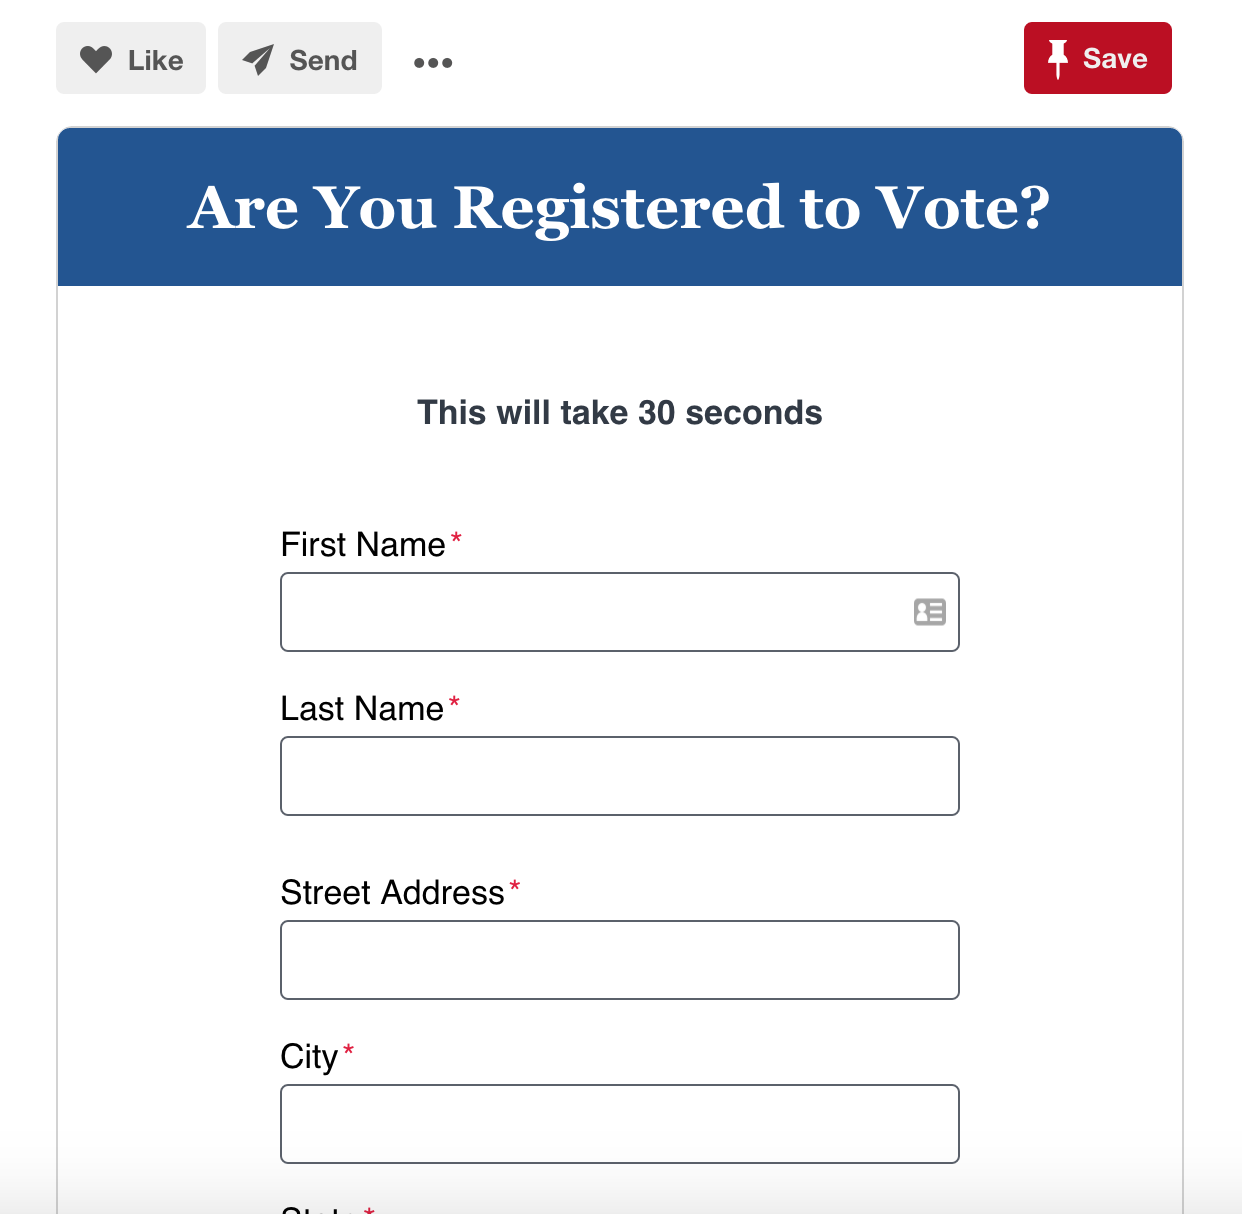 Like Send Save
Are You Registered to Vote?
This will take 30 seconds
First Name*
Last Name*
Street Address*
City*
State*